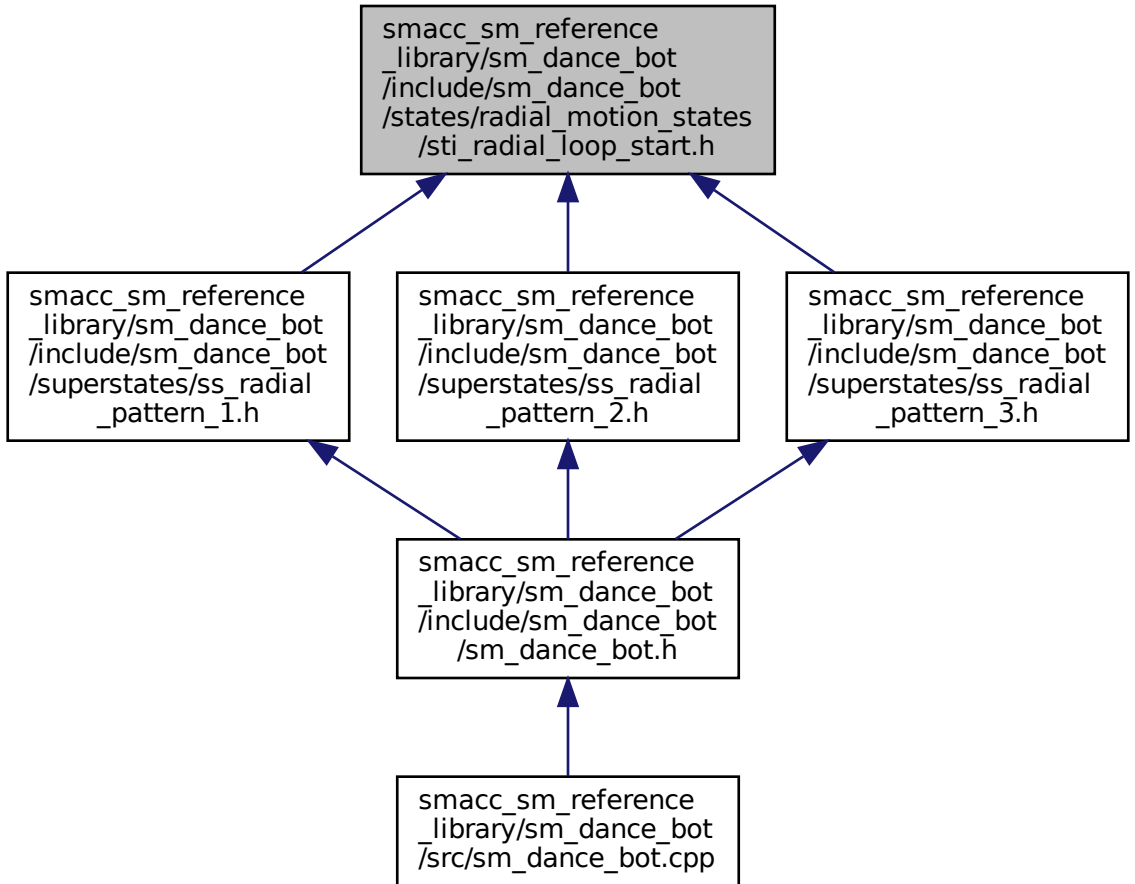 smacc_sm_reference
_library/sm_dance_bot
/include/sm_dance_bot
/states/radial_motion_states
/sti_radial_loop_start.h
smacc_sm_reference
_library/sm_dance_bot
/include/sm_dance_bot
/superstates/ss_radial
_pattern_1.h
smacc_sm_reference
_library/sm_dance_bot
/include/sm_dance_bot
/superstates/ss_radial
_pattern_2.h
smacc_sm_reference
_library/sm_dance_bot
/include/sm_dance_bot
/superstates/ss_radial
_pattern_3.h
smacc_sm_reference
_library/sm_dance_bot
/include/sm_dance_bot
/sm_dance_bot.h
smacc_sm_reference
_library/sm_dance_bot
/src/sm_dance_bot.cpp